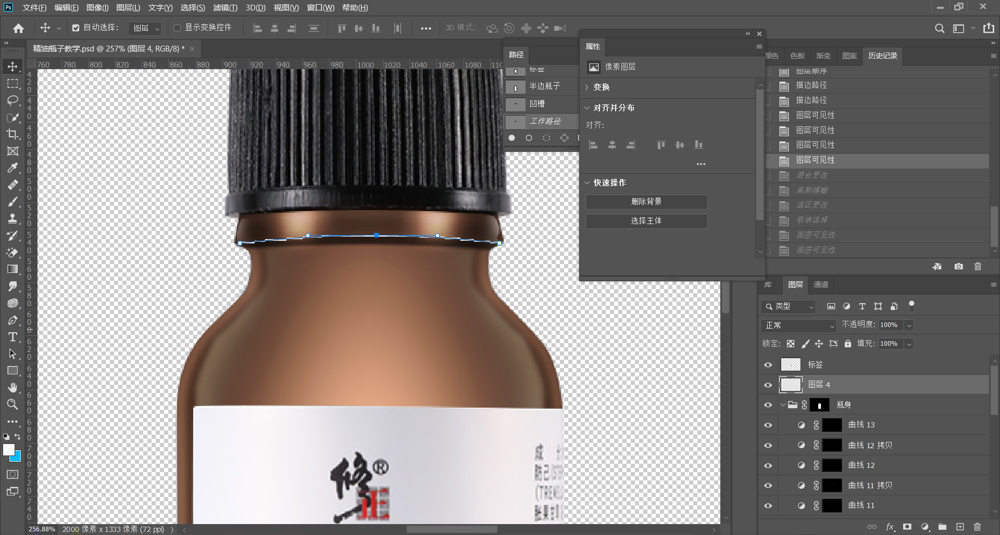 Ps 文件(F) 编辑(E) 图像(I) 图层(L) 文字(Y) 选择(S) 滤镜(T) 3D(D) 视图(V) 窗口(W) 帮助(H)
自动选择: 图层 显示变换控件 3D 模式:
精油瓶子教学.psd @ 257% (图层 4, RGB/8) *
760 780 800 820 840 860 880 900 920 940 960 980 1000 1020 1040 1060 1080 110
路径
标签
半边瓶子
凹槽
工作路径
属性
像素图层
变换
对齐并分布
对齐:
快速操作
删除背景
选择主体
颜色 色板 渐变 图案 历史记录
图层顺序
描边路径
描边路径
图层可见性
图层可见性
图层可见性
图层可见性
混合更改
高斯模糊
选区更改
取消选择
图层可见性
图层可见性
库 图层 通道
类型
正常 不透明度: 100%
锁定: 填充: 100%
标签
图层 4
瓶身
曲线 13
曲线 12 拷贝
曲线 12
曲线 11 拷贝
曲线 11
修正
®
成
256.88% 2000 像素 x 1333 像素 (72 ppi)